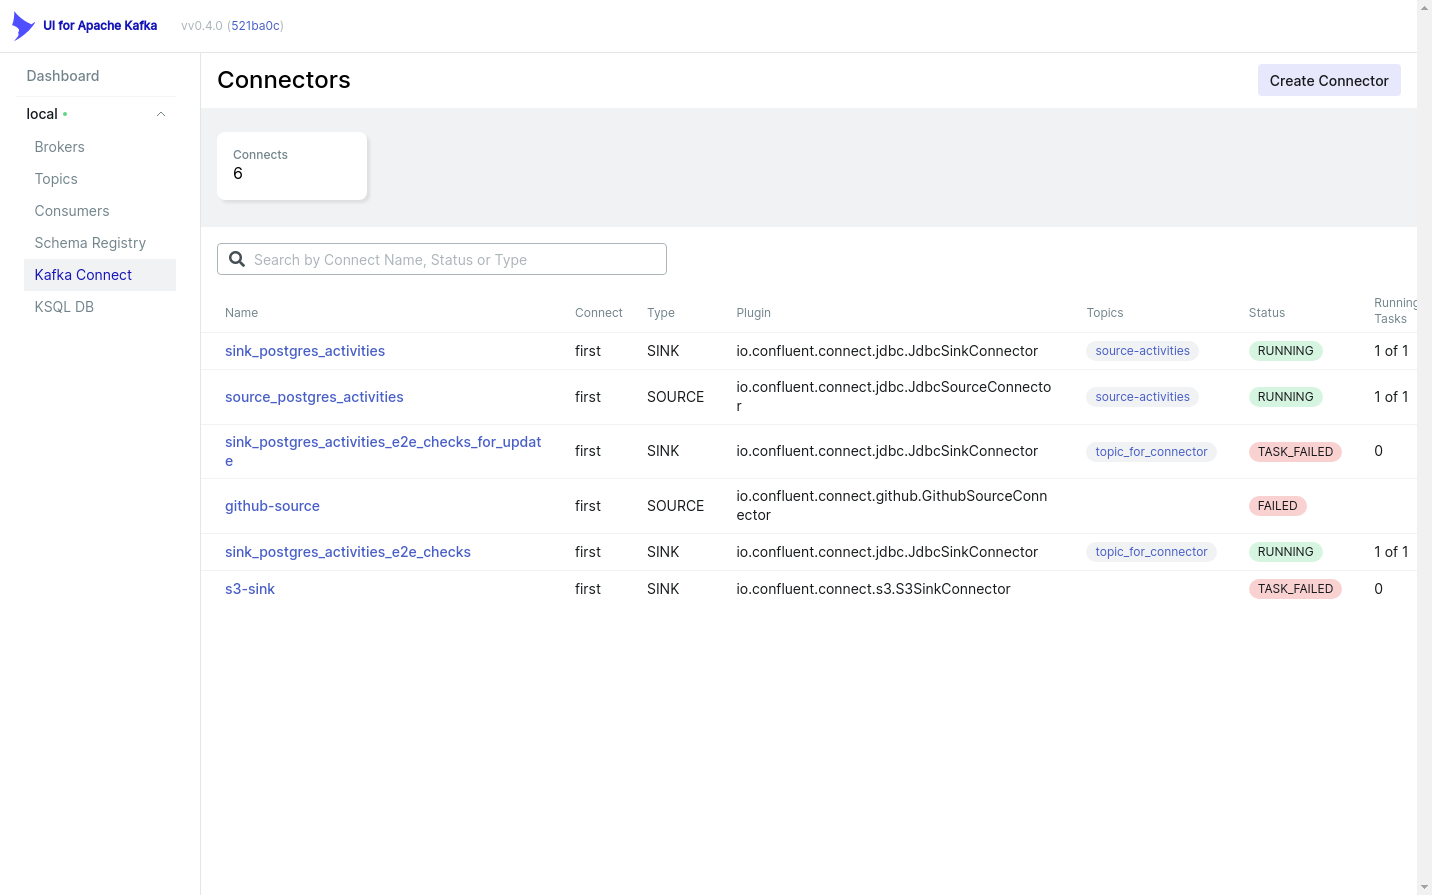 UI for Apache Kafka vv0.4.0 (521ba0c)
Dashboard
local
Brokers
Topics
Consumers
Schema Registry
Kafka Connect
KSQL DB
Connectors
Create Connector
Connects
6
Search by Connect Name, Status or Type
Name Connect Type Plugin Topics Status Running
Tasks
sink_postgres_activities first SINK io.confluent.connect.jdbc.JdbcSinkConnector source-activities RUNNING 1 of 1
source_postgres_activities first SOURCE io.confluent.connect.jdbc.JdbcSourceConnecto source-activities RUNNING 1 of 1
r
sink_postgres_activities_e2e_checks_for_updat first SINK io.confluent.connect.jdbc.JdbcSinkConnector topic_for_connector TASK_FAILED 0
e
github-source first SOURCE io.confluent.connect.github.GithubSourceConn FAILED
ector
sink_postgres_activities_e2e_checks first SINK io.confluent.connect.jdbc.JdbcSinkConnector topic_for_connector RUNNING 1 of 1
s3-sink first SINK io.confluent.connect.s3.S3SinkConnector TASK_FAILED 0